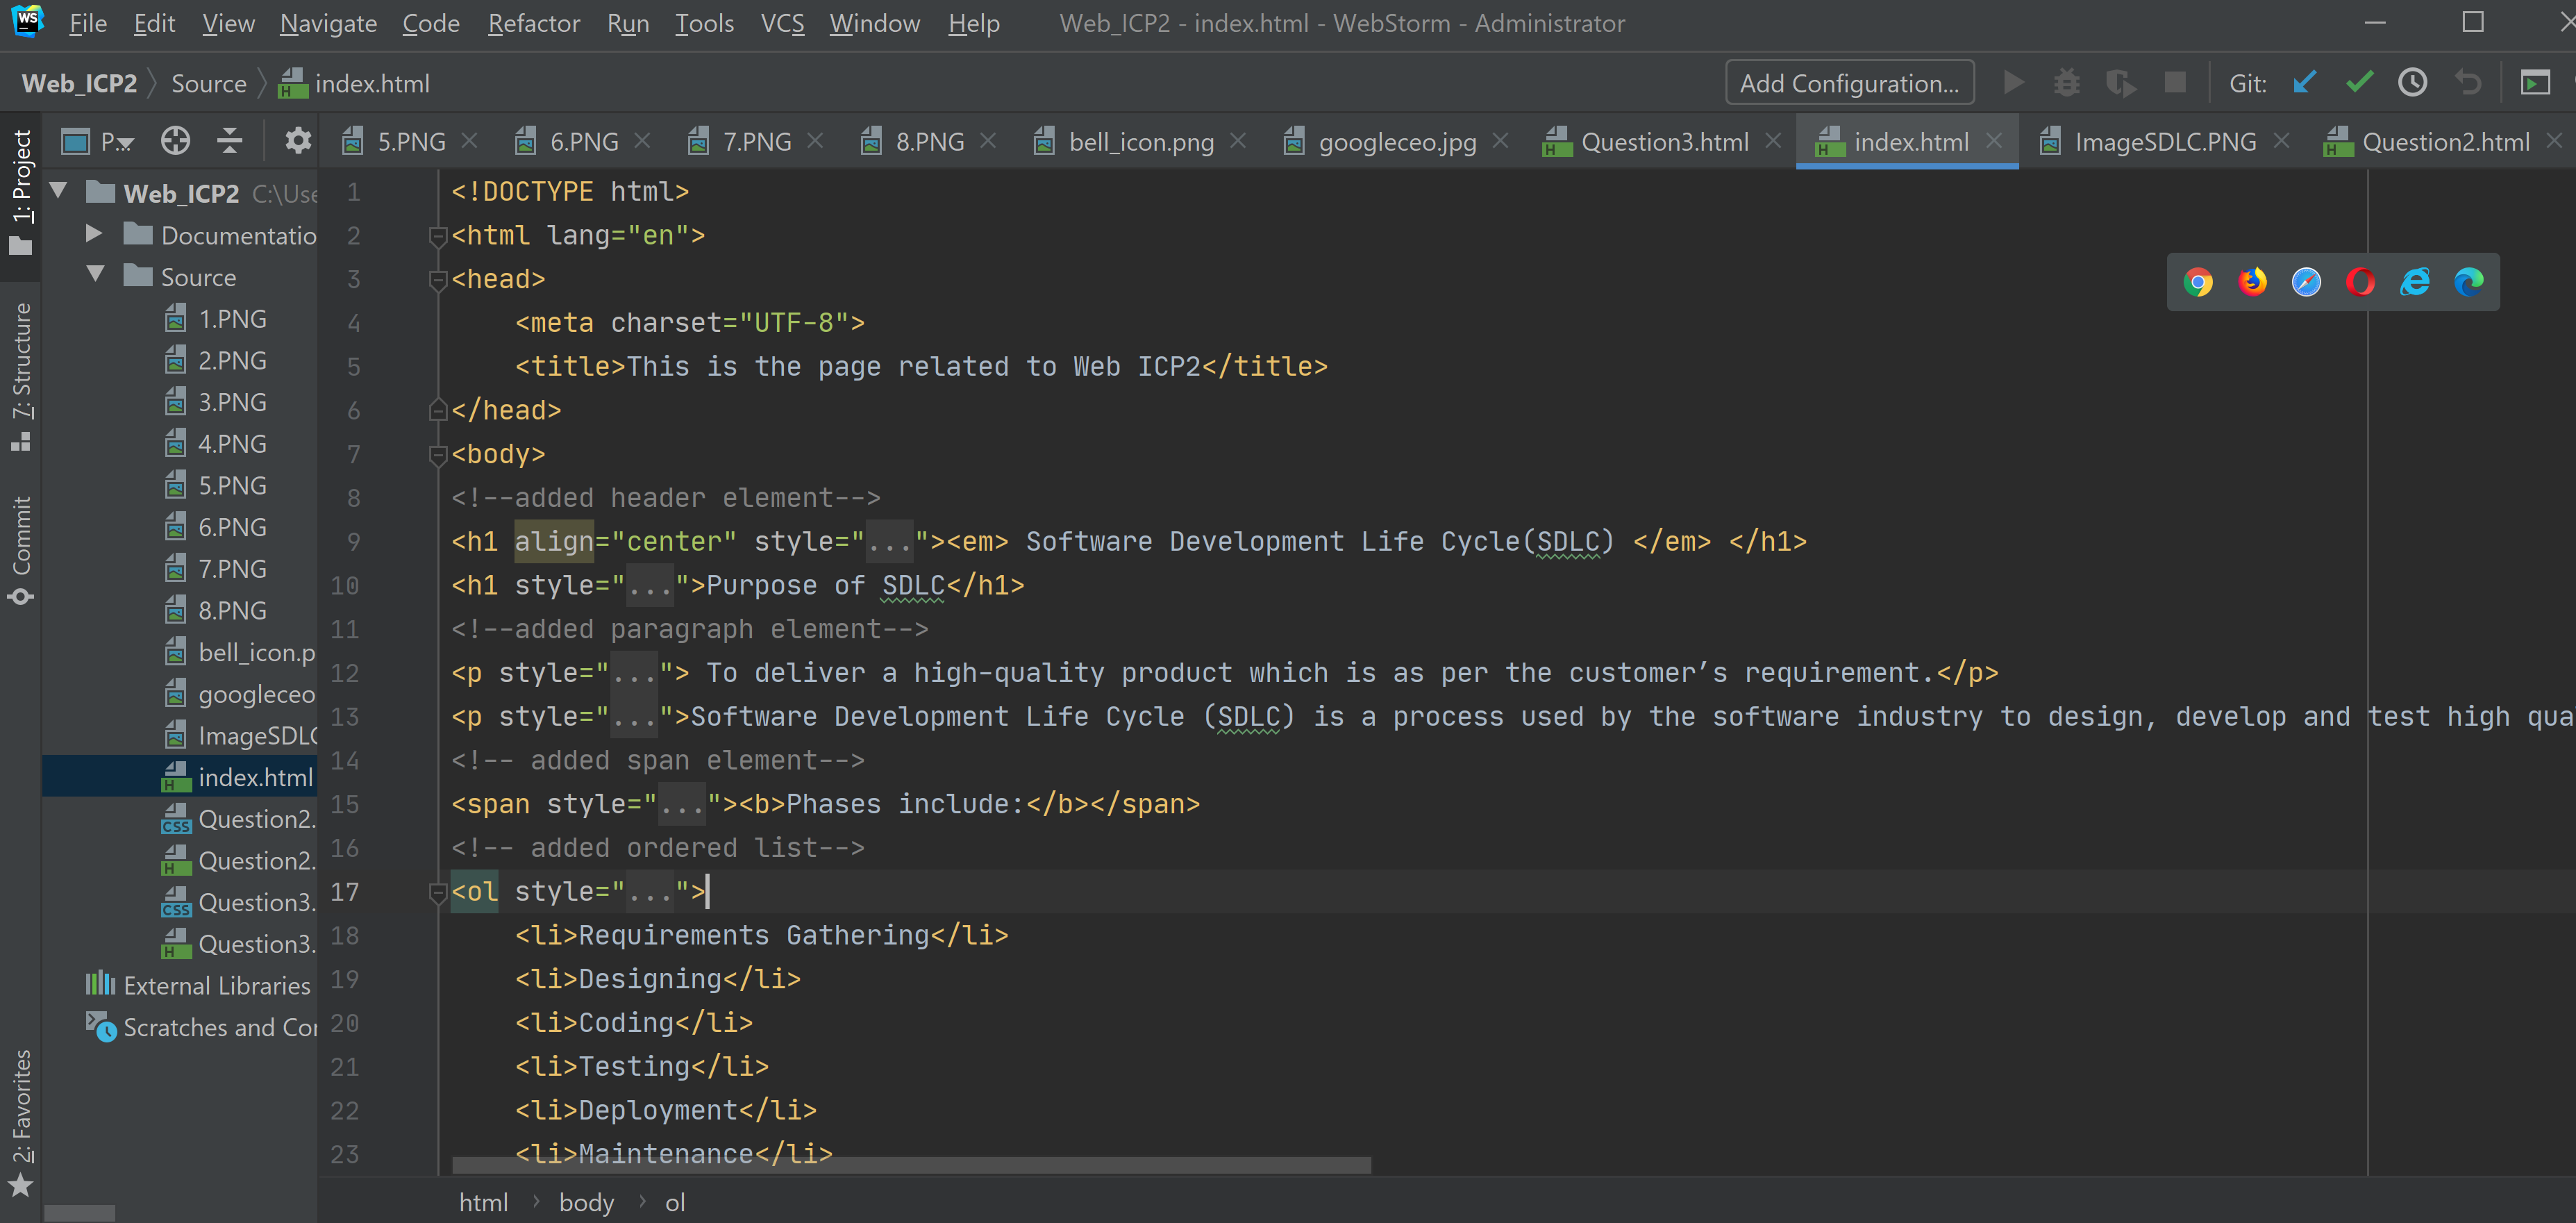 WS File Edit View Navigate Code Refactor Run Tools VCS Window Help Web_ICP2 - index.html - WebStorm - Administrator
Web_ICP2 Source index.html Add Configuration... Git:
P... 5.PNG 6.PNG 7.PNG 8.PNG bell_icon.png googleceo.jpg Question3.html index.html ImageSDLC.PNG Question2.html
1: Project
7: Structure
Commit
2: Favorites
Web_ICP2 C:\Use
Documentatio
Source
1.PNG
2.PNG
3.PNG
4.PNG
5.PNG
6.PNG
7.PNG
8.PNG
bell_icon.p
googleceo
ImageSDLC
index.html
Question2.
Question2.
Question3.
Question3.
External Libraries
Scratches and Cor
1 <!DOCTYPE html>
2 <html lang="en">
3 <head>
4 <meta charset="UTF-8">
5 <title>This is the page related to Web ICP2</title>
6 </head>
7 <body>
8 <!--added header element-->
9 <h1 align="center" style="..."><em> Software Development Life Cycle(SDLC) </em> </h1>
10 <h1 style="...">Purpose of SDLC</h1>
11 <!--added paragraph element-->
12 <p style="..."> To deliver a high-quality product which is as per the customer’s requirement.</p>
13 <p style="...">Software Development Life Cycle (SDLC) is a process used by the software industry to design, develop and test high qua
14 <!-- added span element-->
15 <span style="..."><b>Phases include:</b></span>
16 <!-- added ordered list-->
17 <ol style="...">
18 <li>Requirements Gathering</li>
19 <li>Designing</li>
20 <li>Coding</li>
21 <li>Testing</li>
22 <li>Deployment</li>
23 <li>Maintenance</li>
html body ol